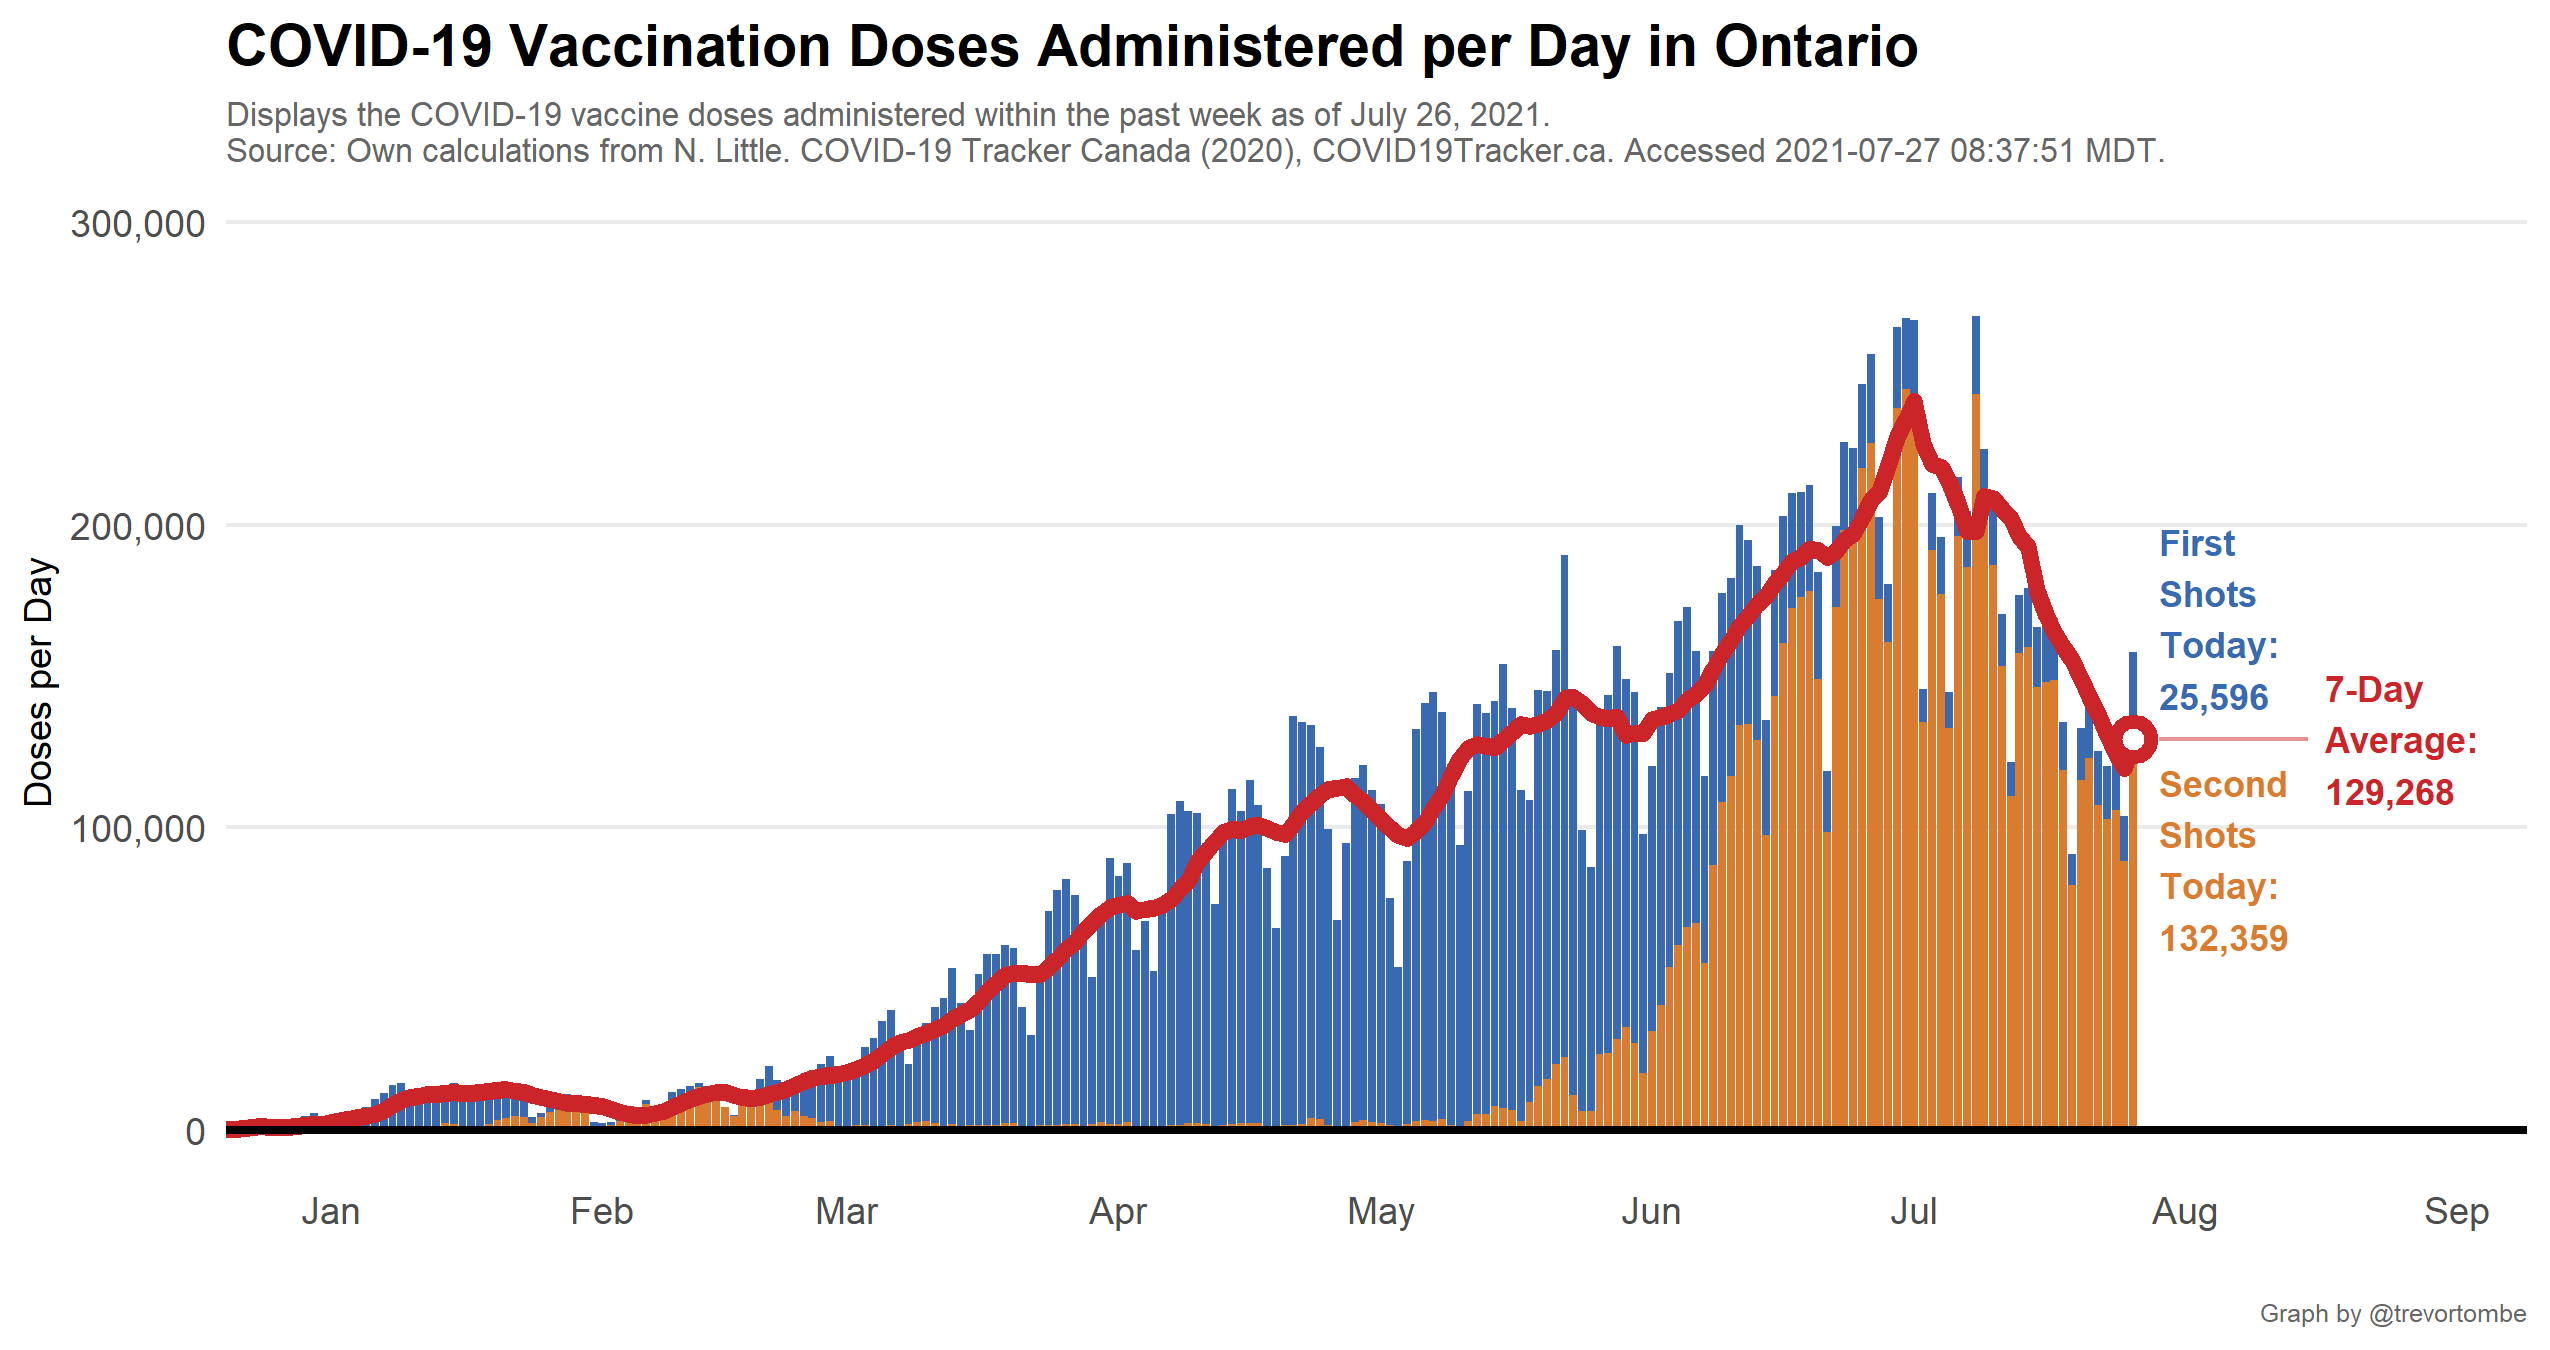 COVID-19 Vaccination Doses Administered per Day in Ontario
Displays the COVID-19 vaccine doses administered within the past week as of July 26, 2021.
Source: Own calculations from N. Little. COVID-19 Tracker Canada (2020), COVID19Tracker.ca. Accessed 2021-07-27 08:37:51 MDT.
Doses per Day
300,000
200,000
100,000
0
First
Shots
Today:
25,596
7-Day
Average:
129,268
Second
Shots
Today:
132,359
Jan Feb Mar Apr May Jun Jul Aug Sep
Graph by @trevortombe